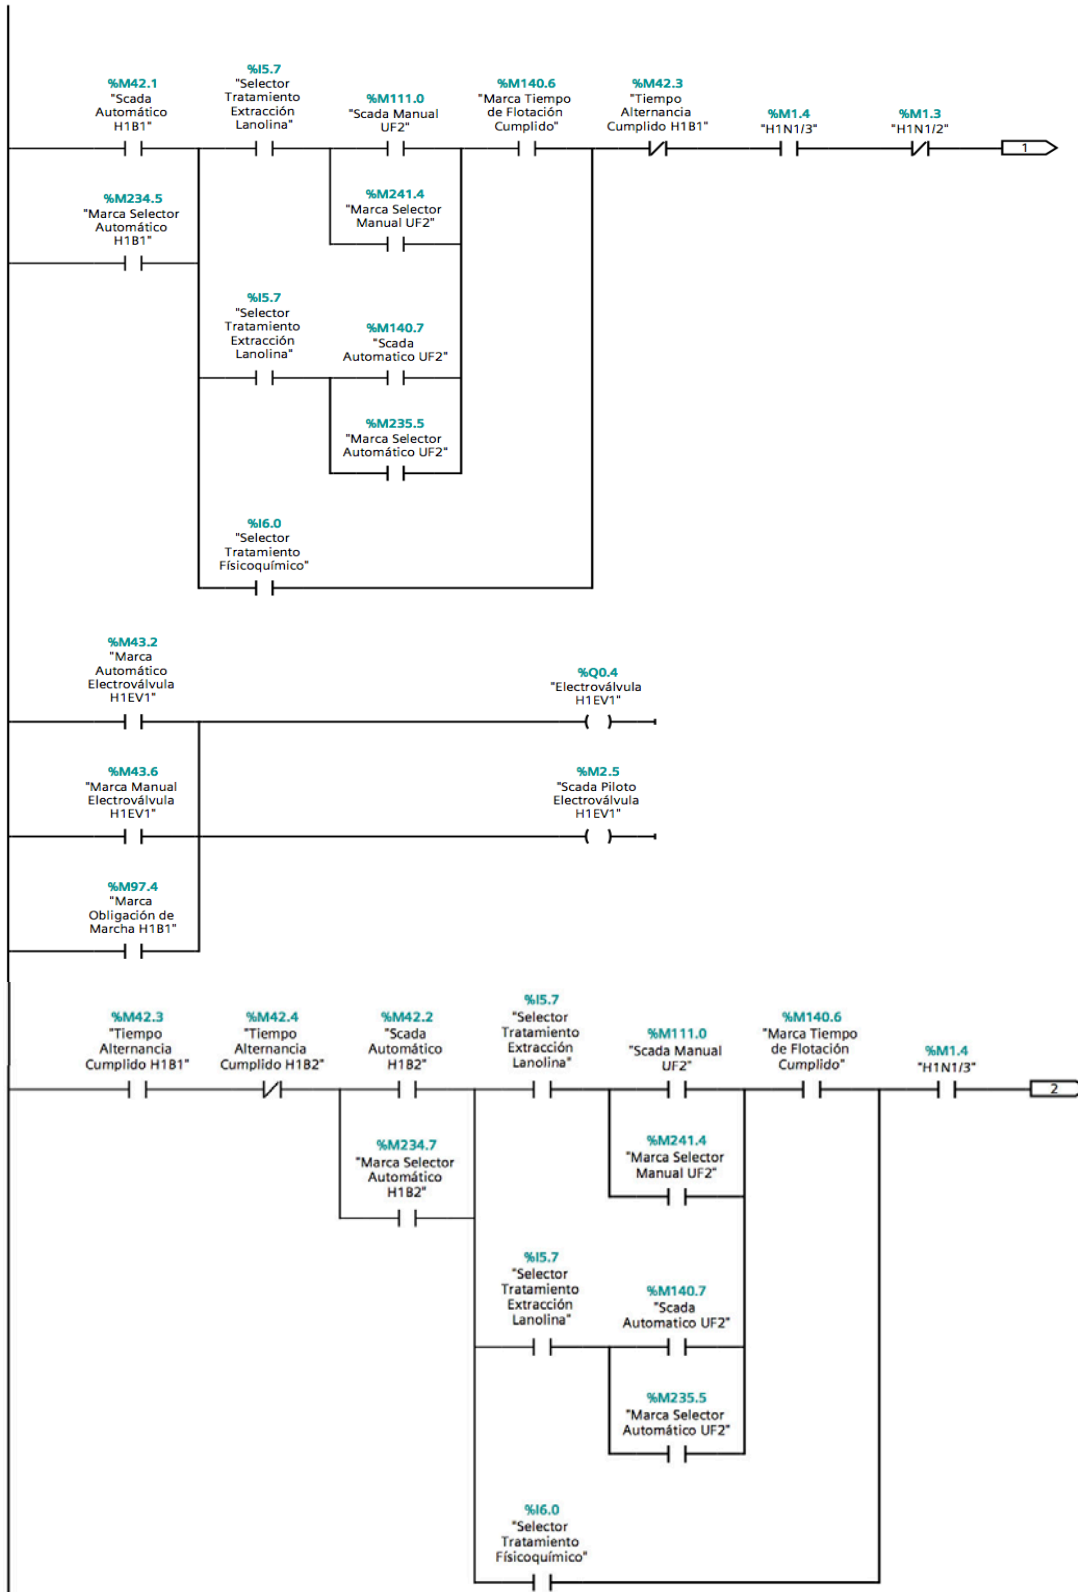 %M42.1
"Scada
Automático
H1B1"
%I5.7
"Selector
Tratamiento
Extracción
Lanolina"
%M111.0
"Scada Manual
UF2"
%M140.6
"Marca Tiempo
de Flotación
Cumplido"
%M42.3
"Tiempo
Alternancia
Cumplido H1B1"
%M1.4
"H1N1/3"
%M1.3
"H1N1/2"
1
%M234.5
"Marca Selector
Automático
H1B1"
%M241.4
"Marca Selector
Manual UF2"
%I5.7
"Selector
Tratamiento
Extracción
Lanolina"
%M140.7
"Scada
Automatico UF2"
%M235.5
"Marca Selector
Automático UF2"
%I6.0
"Selector
Tratamiento
Físicoquímico"
%M43.2
"Marca
Automático
Electroválvula
H1EV1"
%Q0.4
"Electroválvula
H1EV1"
%M43.6
"Marca Manual
Electroválvula
H1EV1"
%M2.5
"Scada Piloto
Electroválvula
H1EV1"
%M97.4
"Marca
Obligación de
Marcha H1B1"
%M42.3
"Tiempo
Alternancia
Cumplido H1B1"
%M42.4
"Tiempo
Alternancia
Cumplido H1B2"
%M42.2
"Scada
Automático
H1B2"
%I5.7
"Selector
Tratamiento
Extracción
Lanolina"
%M111.0
"Scada Manual
UF2"
%M140.6
"Marca Tiempo
de Flotación
Cumplido"
%M1.4
"H1N1/3"
2
%M234.7
"Marca Selector
Automático
H1B2"
%M241.4
"Marca Selector
Manual UF2"
%I5.7
"Selector
Tratamiento
Extracción
Lanolina"
%M140.7
"Scada
Automatico UF2"
%M235.5
"Marca Selector
Automático UF2"
%I6.0
"Selector
Tratamiento
Físicoquímico"